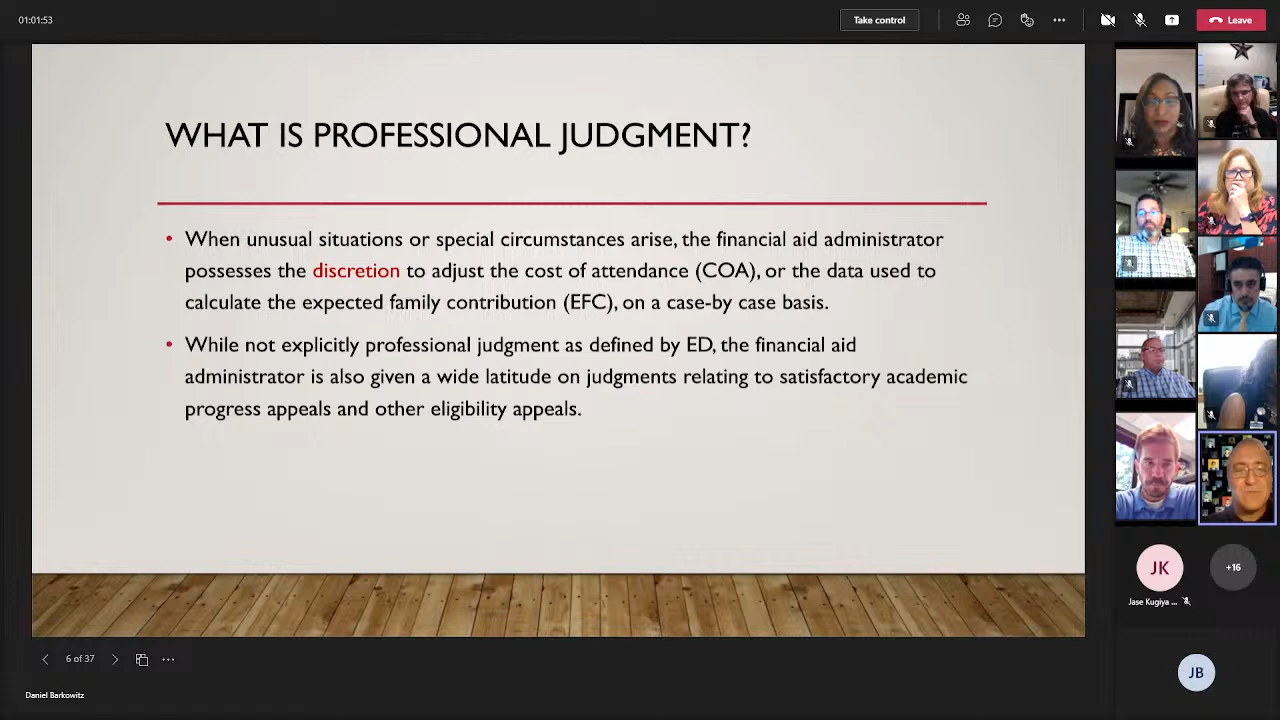 01:01:53
Take control
Leave
WHAT IS PROFESSIONAL JUDGMENT?
• When unusual situations or special circumstances arise, the financial aid administrator
possesses the discretion to adjust the cost of attendance (COA), or the data used to
calculate the expected family contribution (EFC), on a case-by case basis.
• While not explicitly professional judgment as defined by ED, the financial aid
administrator is also given a wide latitude on judgments relating to satisfactory academic
progress appeals and other eligibility appeals.
JK
+16
Jase Kugiya ...
6 of 37
JB
Daniel Barkowitz